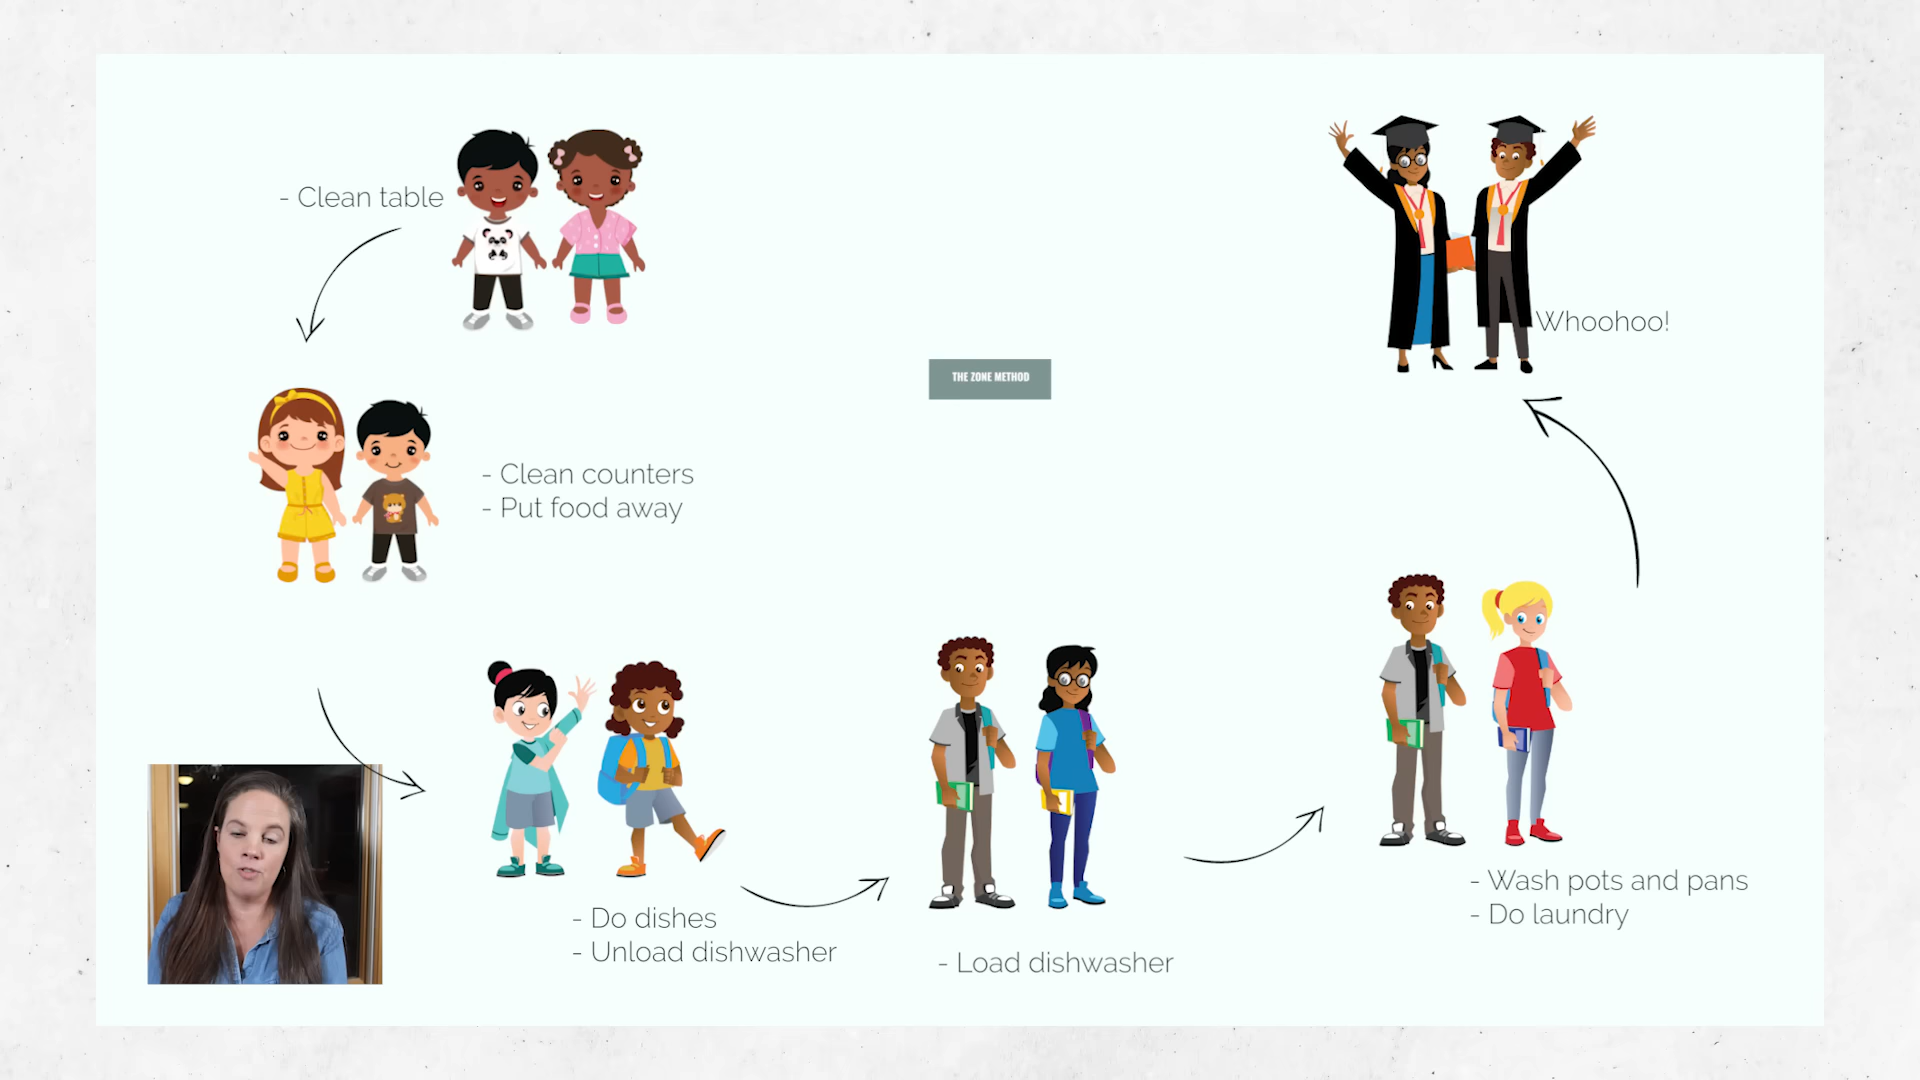 - Clean table
- Clean counters
- Put food away
- Do dishes
- Unload dishwasher
- Load dishwasher
- Wash pots and pans
- Do laundry
Whoohoo!
THE ZONE METHOD